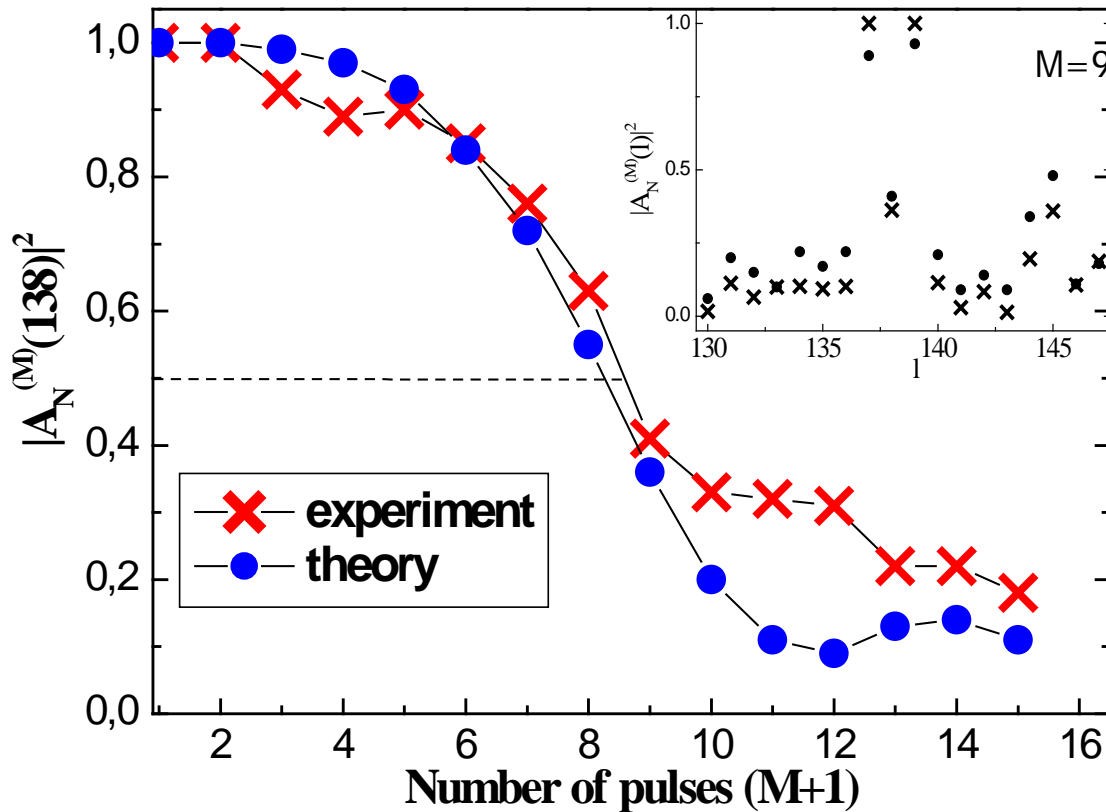 1,0
0,8
0,6
0,4
0,2
0,0
|A_N^(M)(138)|²
2 4 6 8 10 12 14 16
Number of pulses (M+1)
experiment
theory
1.0
0.5
0.0
|A_N^(M)(l)|²
130 135 140 145
l
M=9